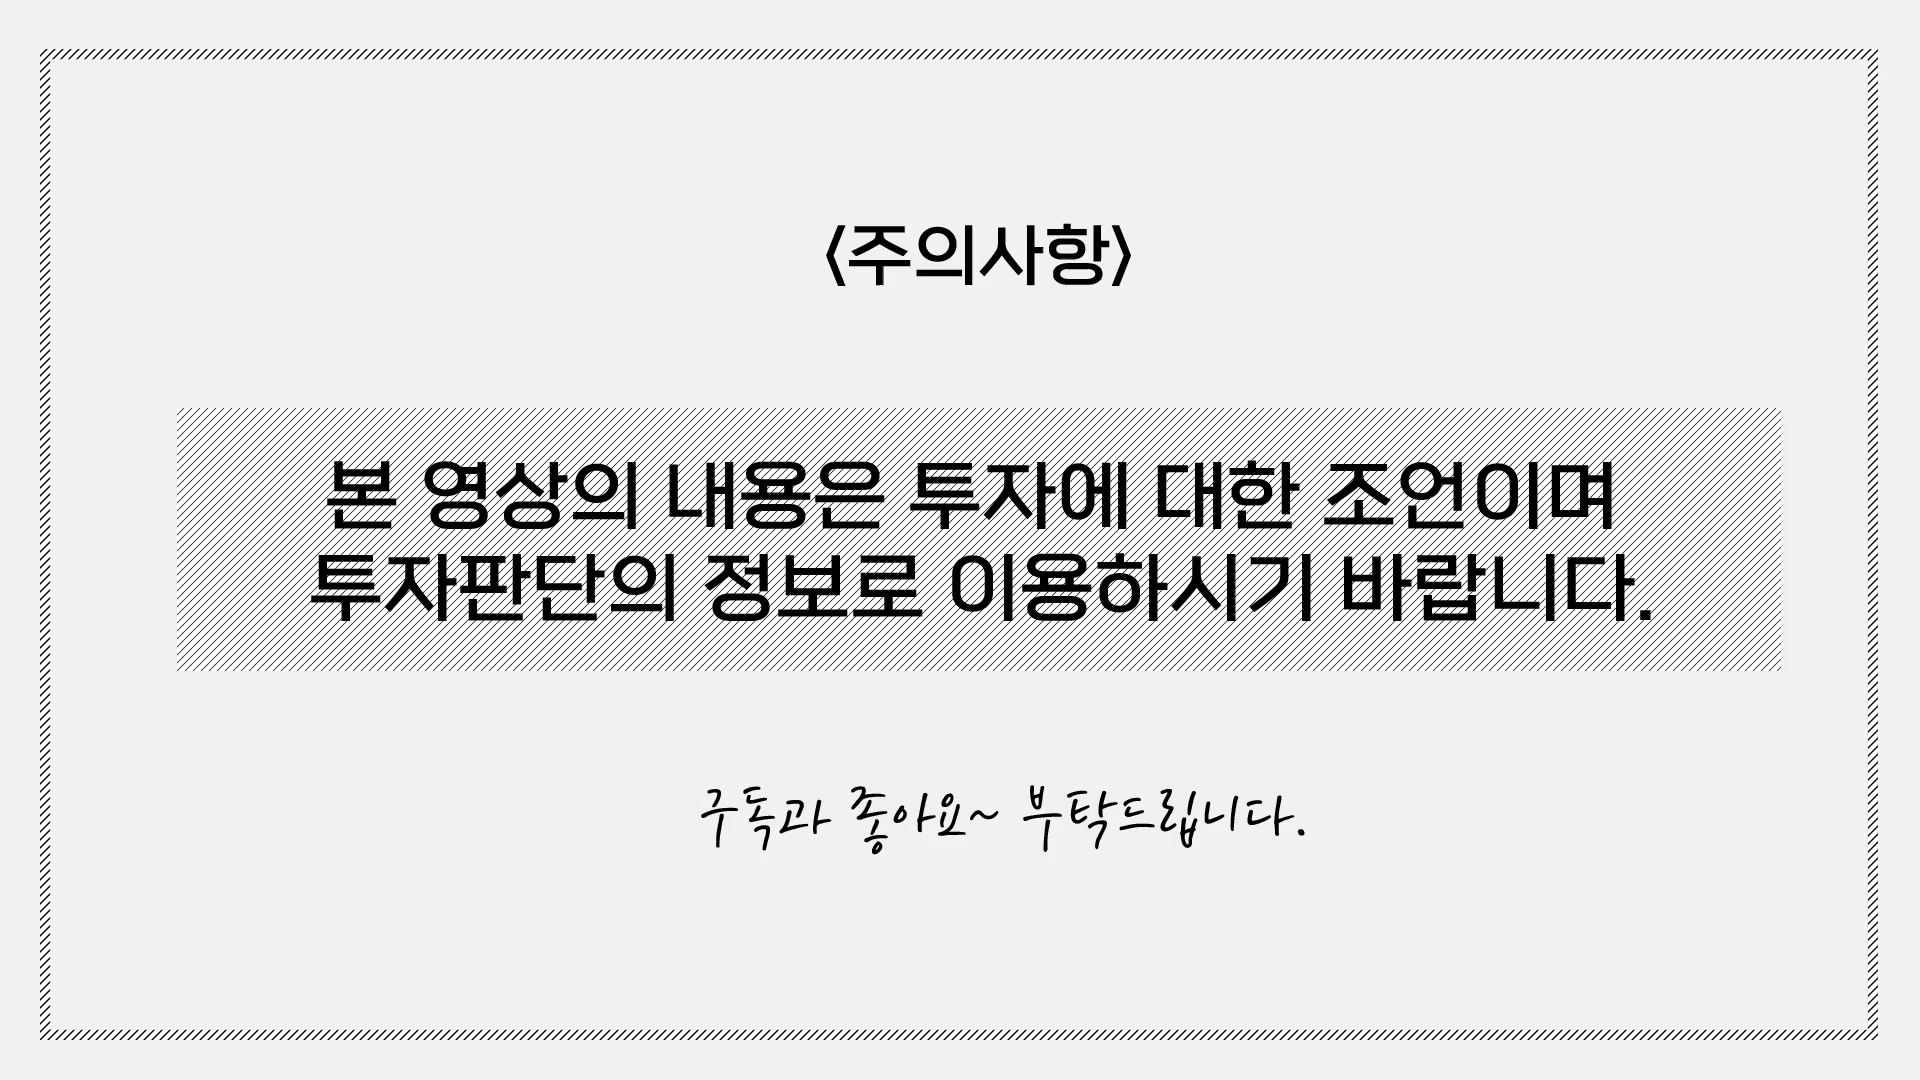 〈주의사항〉
본 영상의 내용은 투자에 대한 조언이며
투자판단의 정보로 이용하시기 바랍니다.
구독과 좋아요~ 부탁드립니다.